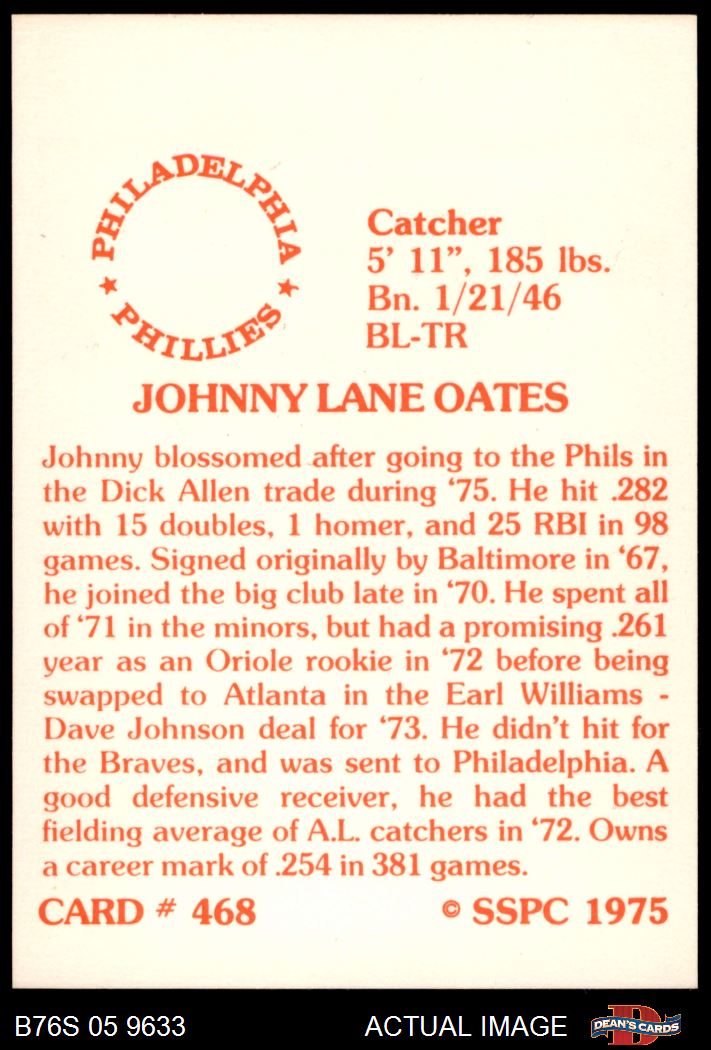 PHILADELPHIA
★ PHILLIES ★
Catcher
5’ 11”, 185 lbs.
Bn. 1/21/46
BL-TR
JOHNNY LANE OATES
Johnny blossomed after going to the Phils in
the Dick Allen trade during ‘75. He hit .282
with 15 doubles, 1 homer, and 25 RBI in 98
games. Signed originally by Baltimore in ‘67,
he joined the big club late in ‘70. He spent all
of ‘71 in the minors, but had a promising .261
year as an Oriole rookie in ‘72 before being
swapped to Atlanta in the Earl Williams -
Dave Johnson deal for ‘73. He didn’t hit for
the Braves, and was sent to Philadelphia. A
good defensive receiver, he had the best
fielding average of A.L. catchers in ‘72. Owns
a career mark of .254 in 381 games.
CARD # 468 © SSPC 1975
B76S 05 9633 ACTUAL IMAGE D DEAN'S CARDS